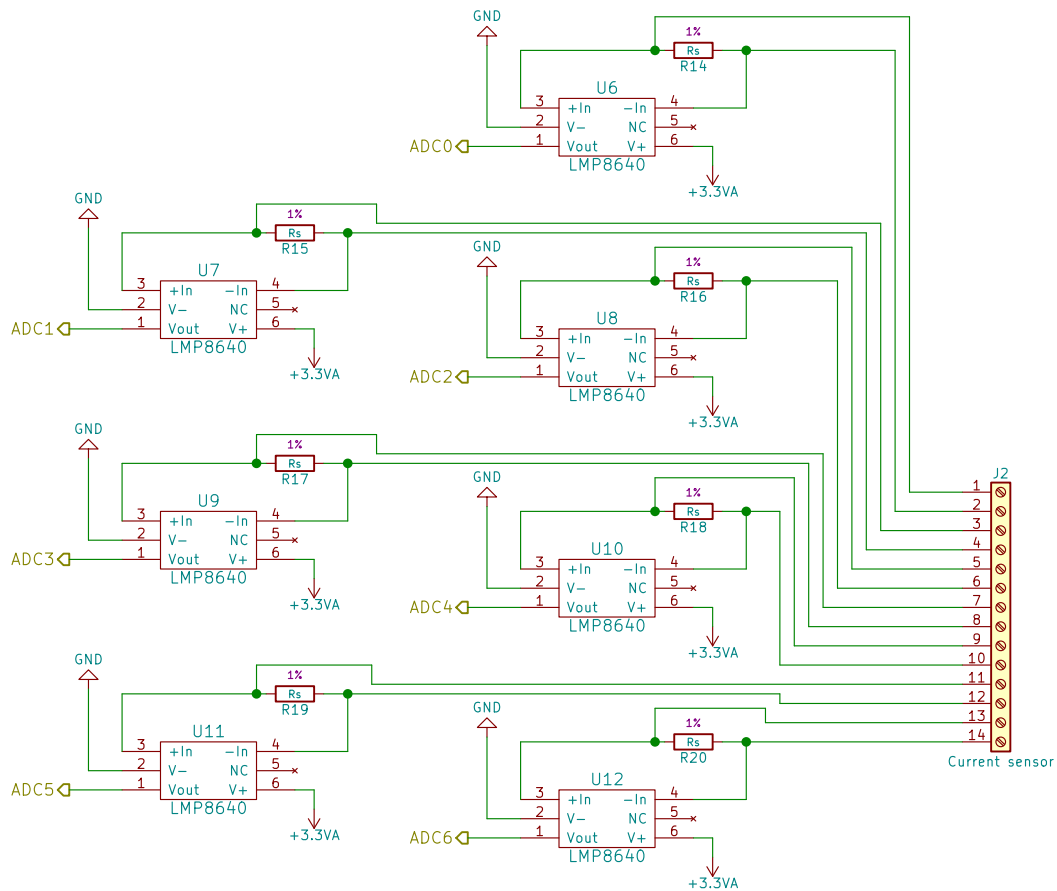 GND
1%
Rs
R14
U6
3 +In -In 4
2 V- NC 5
ADC0 1 Vout V+ 6
LMP8640
+3.3VA
GND
1%
Rs
R15
U7
3 +In -In 4
2 V- NC 5
ADC1 1 Vout V+ 6
LMP8640
+3.3VA
GND
1%
Rs
R16
U8
3 +In -In 4
2 V- NC 5
ADC2 1 Vout V+ 6
LMP8640
+3.3VA
GND
1%
Rs
R17
U9
3 +In -In 4
2 V- NC 5
ADC3 1 Vout V+ 6
LMP8640
+3.3VA
GND
1%
Rs
R18
U10
3 +In -In 4
2 V- NC 5
ADC4 1 Vout V+ 6
LMP8640
+3.3VA
GND
1%
Rs
R19
U11
3 +In -In 4
2 V- NC 5
ADC5 1 Vout V+ 6
LMP8640
+3.3VA
GND
1%
Rs
R20
U12
3 +In -In 4
2 V- NC 5
ADC6 1 Vout V+ 6
LMP8640
+3.3VA
J2
1
2
3
4
5
6
7
8
9
10
11
12
13
14
Current sensor